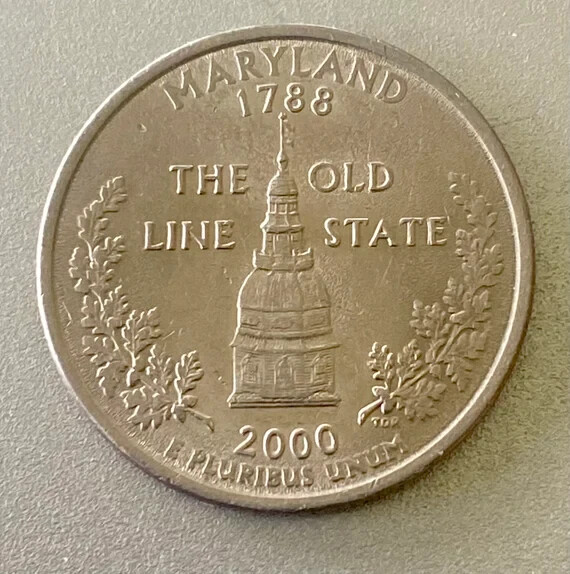 MARYLAND
1788
THE OLD
LINE STATE
TDR
2000
E PLURIBUS UNUM